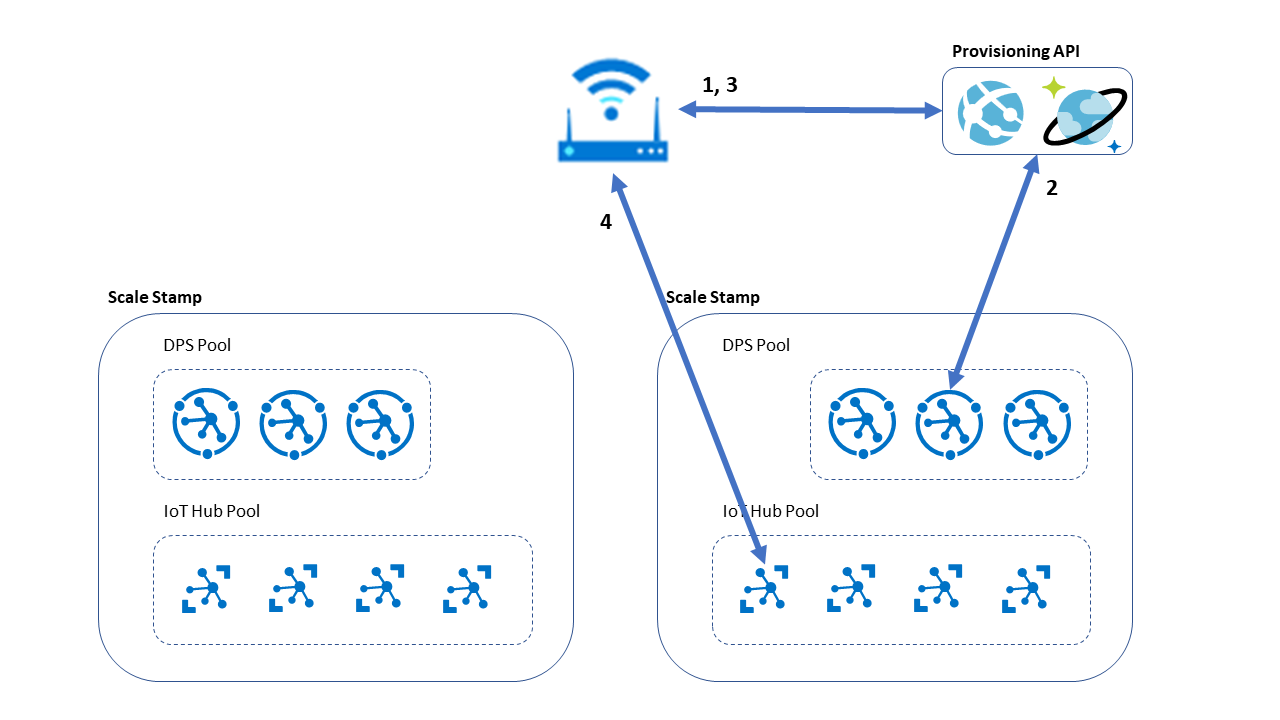 Provisioning API
1, 3
2
4
Scale Stamp
DPS Pool
IoT Hub Pool
Scale Stamp
DPS Pool
IoT Hub Pool